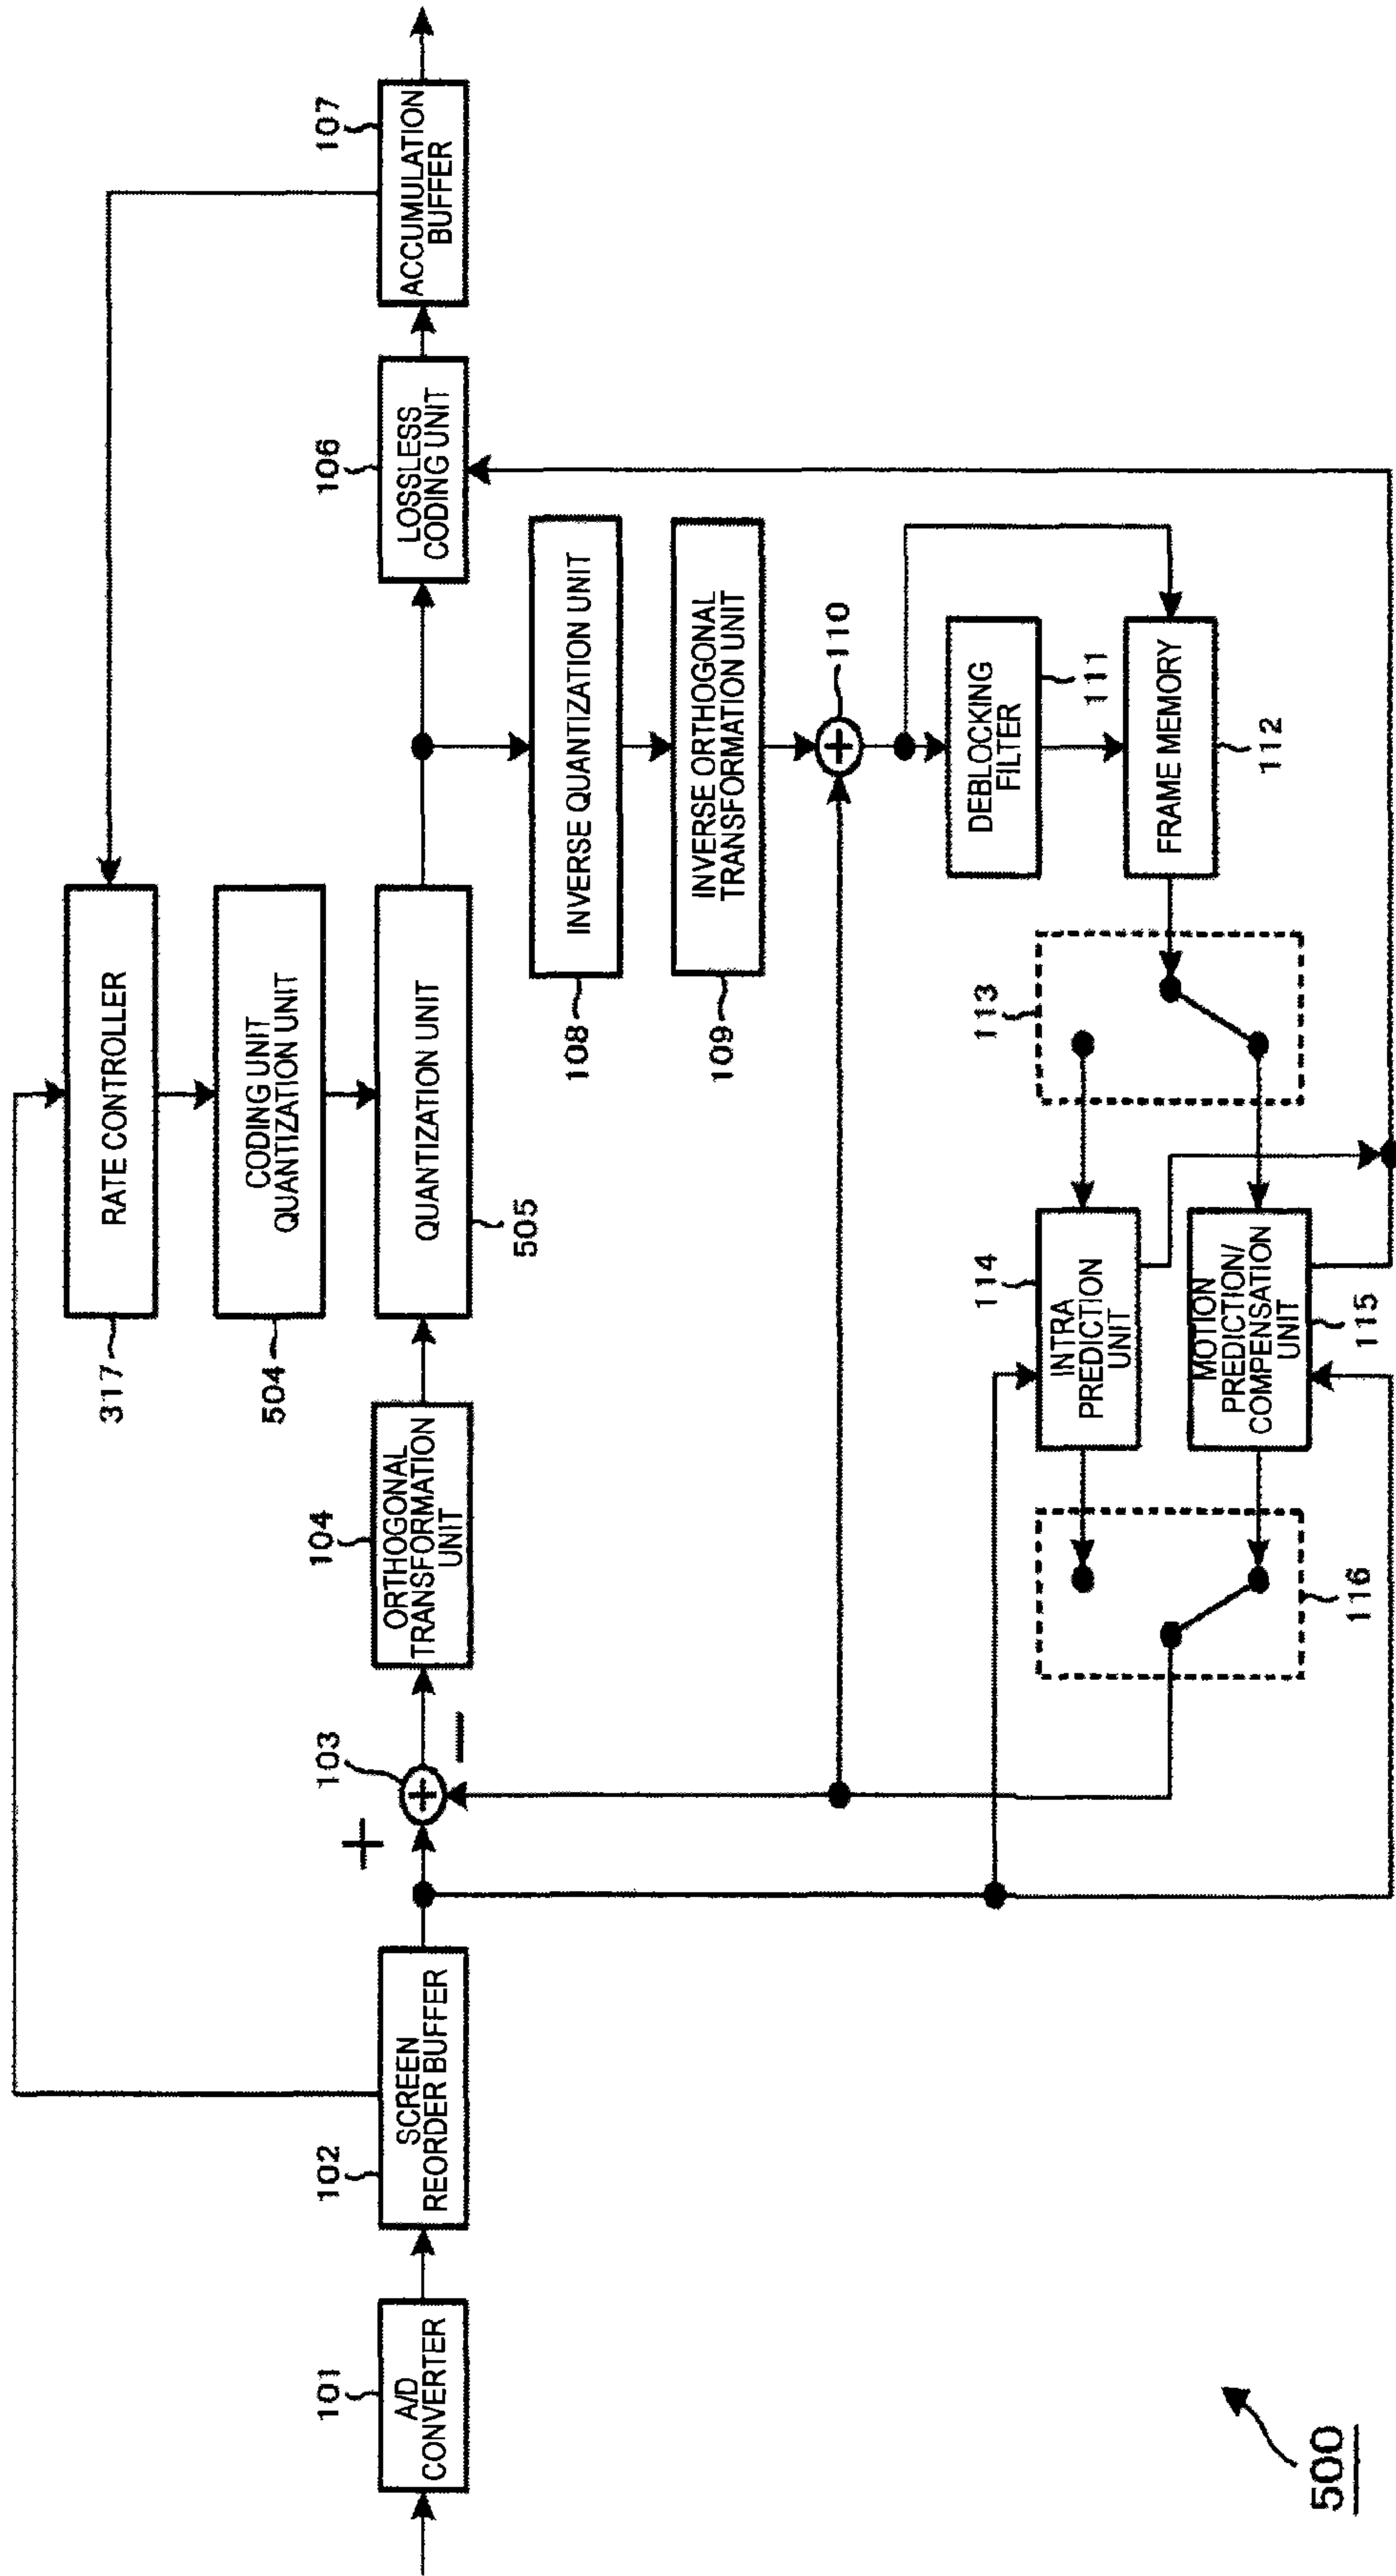 101
A/D
CONVERTER
102
SCREEN
REORDER BUFFER
+
103
+
−
104
ORTHOGONAL
TRANSFORMATION
UNIT
317
RATE CONTROLLER
504
CODING UNIT
QUANTIZATION UNIT
QUANTIZATION UNIT
505
106
LOSSLESS
CODING UNIT
107
ACCUMULATION
BUFFER
INVERSE QUANTIZATION UNIT
108
INVERSE ORTHOGONAL
TRANSFORMATION UNIT
109
+
110
DEBLOCKING
FILTER
111
FRAME MEMORY
112
113
114
INTRA
PREDICTION
UNIT
MOTION
PREDICTION/
COMPENSATION
UNIT
115
116
500